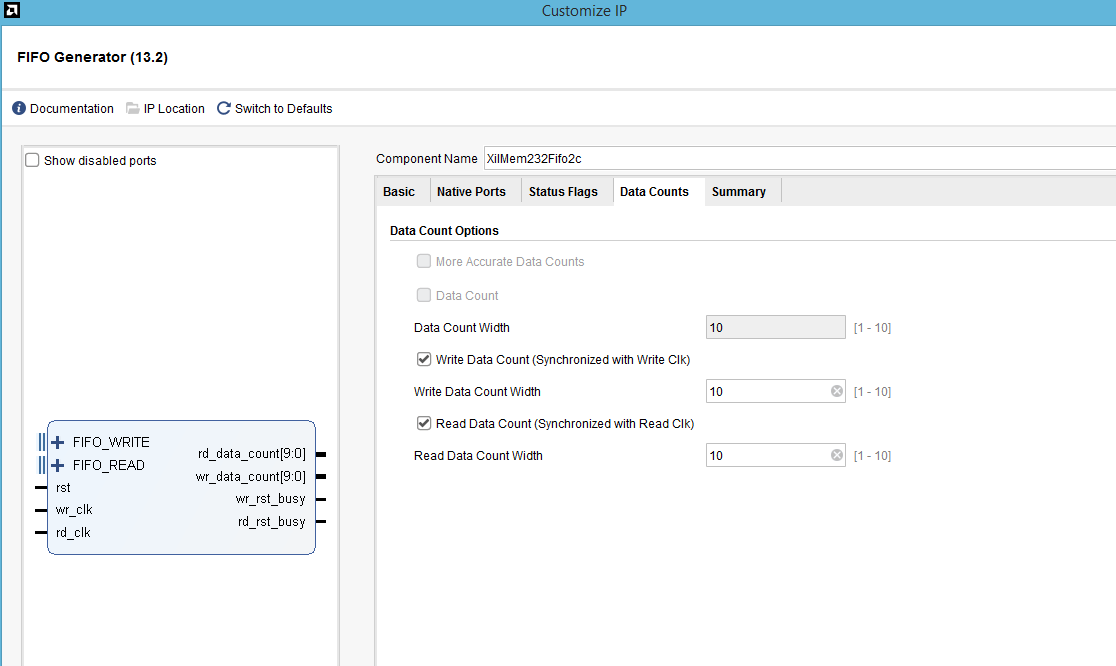 Customize IP
FIFO Generator (13.2)
Documentation IP Location Switch to Defaults
Show disabled ports
FIFO_WRITE
FIFO_READ
rst
wr_clk
rd_clk
rd_data_count[9:0]
wr_data_count[9:0]
wr_rst_busy
rd_rst_busy
Component Name XilMem232Fifo2c
Basic Native Ports Status Flags Data Counts Summary
Data Count Options
More Accurate Data Counts
Data Count
Data Count Width 10 [1 - 10]
Write Data Count (Synchronized with Write Clk)
Write Data Count Width 10 [1 - 10]
Read Data Count (Synchronized with Read Clk)
Read Data Count Width 10 [1 - 10]